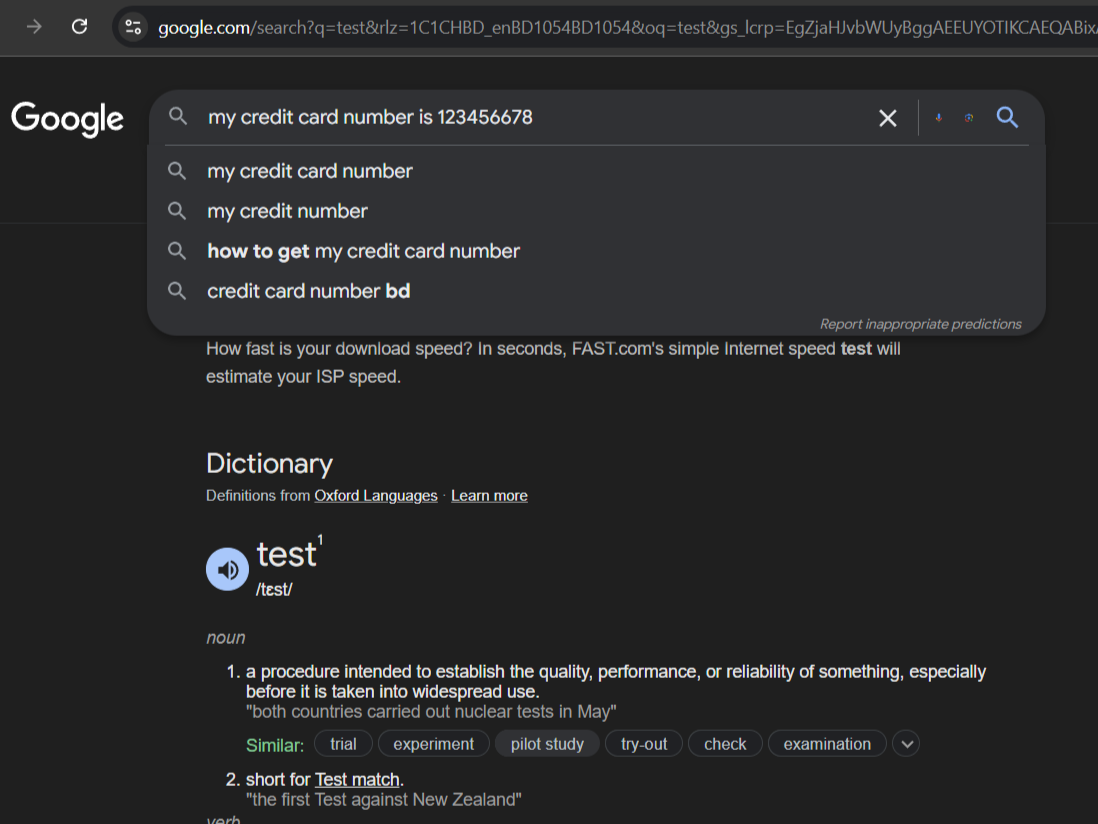 google.com/search?q=test&rlz=1C1CHBD_enBD1054BD1054&oq=test&gs_lcrp=EgZjaHJvbWUyBggAEEUYOTIKCAEQABix
Google
my credit card number is 123456678
my credit card number
my credit number
how to get my credit card number
credit card number bd
Report inappropriate predictions
How fast is your download speed? In seconds, FAST.com's simple Internet speed test will
estimate your ISP speed.
Dictionary
Definitions from Oxford Languages · Learn more
test¹
/tɛst/
noun
1. a procedure intended to establish the quality, performance, or reliability of something, especially
before it is taken into widespread use.
"both countries carried out nuclear tests in May"
Similar: trial experiment pilot study try-out check examination
2. short for Test match.
"the first Test against New Zealand"
verb